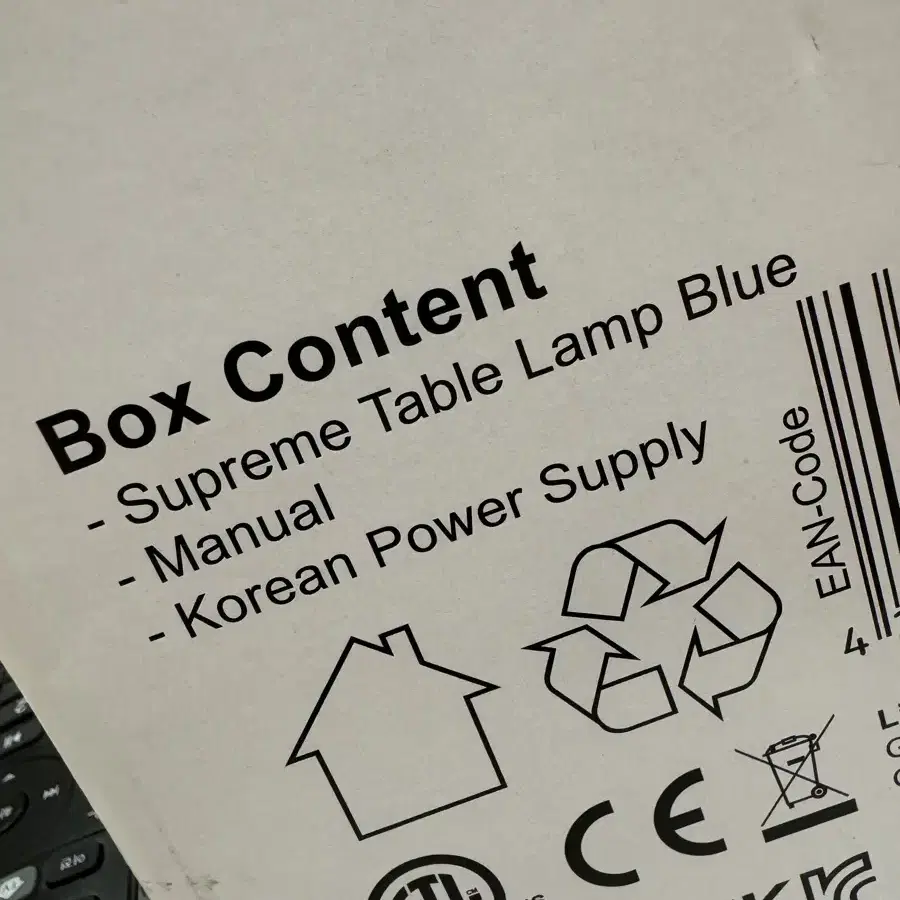 Box Content
- Supreme Table Lamp Blue
- Manual
- Korean Power Supply
EAN-Code
4
CE